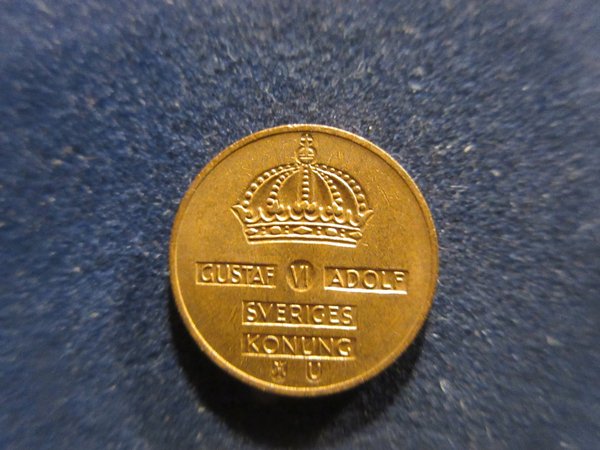 GUSTAF VI ADOLF
SVERIGES
KONUNG
U